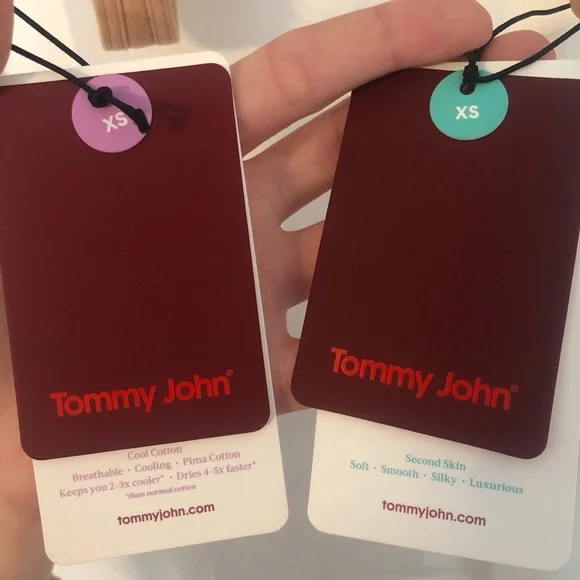 XS
Tommy John®
Cool Cotton
Breathable · Cooling · Pima Cotton
Keeps you 2-3x cooler* · Dries 4-5x faster*
*than normal cotton
tommyjohn.com
XS
Tommy John®
Second Skin
Soft · Smooth · Silky · Luxurious
tommyjohn.com